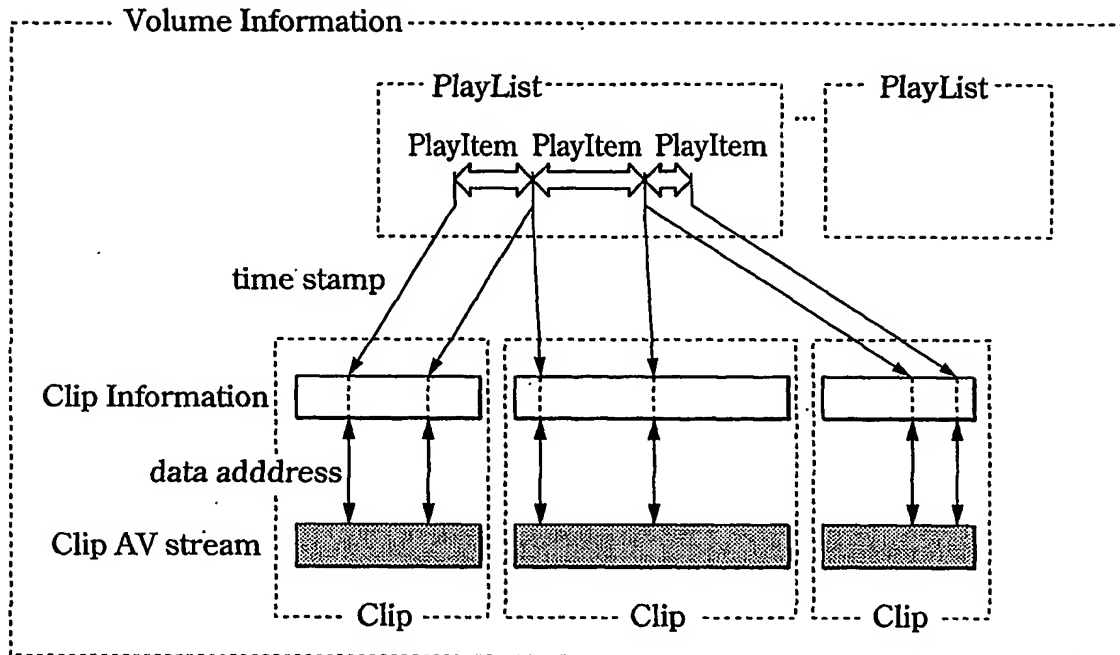 Volume Information
PlayList
PlayList
...
PlayItem PlayItem PlayItem
time stamp
Clip Information
data adddress
Clip AV stream
Clip
Clip
Clip